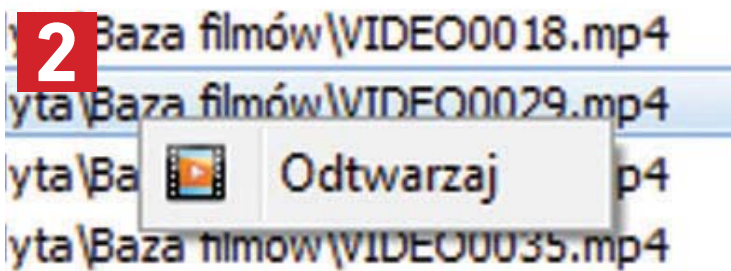 2
Baza filmów\VIDEO0018.mp4
yta\Baza filmów\VIDEO0029.mp4
Odtwarzaj
yta\Ba p4
yta\Baza filmów\VIDEO0035.mp4